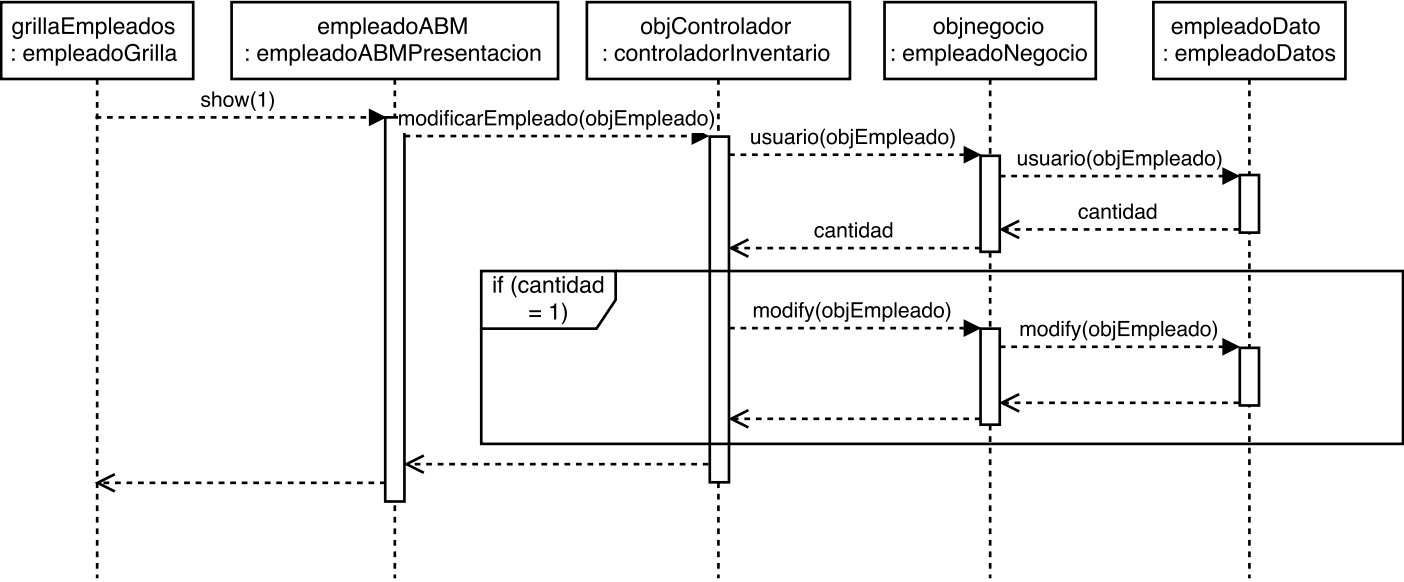 grillaEmpleados
: empleadoGrilla
empleadoABM
: empleadoABMPresentacion
objControlador
: controladorInventario
objnegocio
: empleadoNegocio
empleadoDato
: empleadoDatos
show(1)
modificarEmpleado(objEmpleado)
usuario(objEmpleado)
usuario(objEmpleado)
cantidad
cantidad
if (cantidad
= 1)
modify(objEmpleado)
modify(objEmpleado)